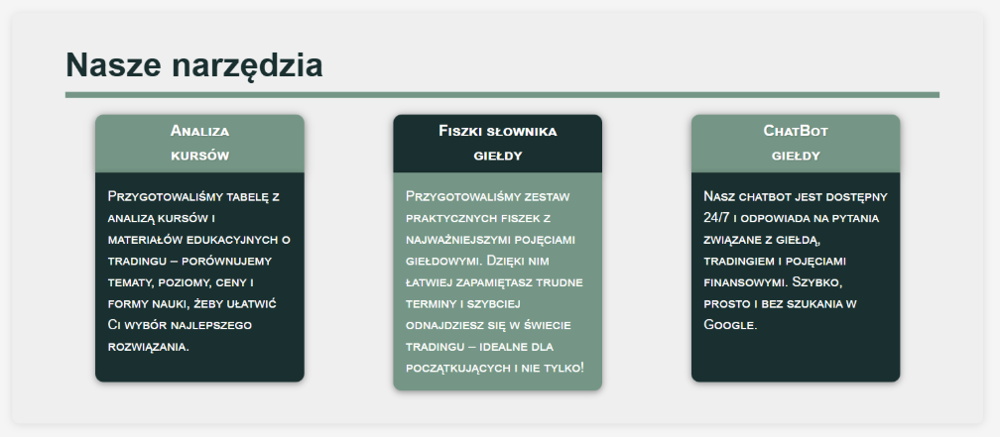 Nasze narzędzia
Analiza
kursów
Przygotowaliśmy tabelę z
analizą kursów i
materiałów edukacyjnych o
tradingu – porównujemy
tematy, poziomy, ceny i
formy nauki, żeby ułatwić
Ci wybór najlepszego
rozwiązania.
Fiszki słownika
giełdy
Przygotowaliśmy zestaw
praktycznych fiszek z
najważniejszymi pojęciami
giełdowymi. Dzięki nim
łatwiej zapamiętasz trudne
terminy i szybciej
odnajdziesz się w świecie
tradingu – idealne dla
początkujących i nie tylko!
ChatBot
giełdy
Nasz chatbot jest dostępny
24/7 i odpowiada na pytania
związane z giełdą,
tradingiem i pojęciami
finansowymi. Szybko,
prosto i bez szukania w
Google.